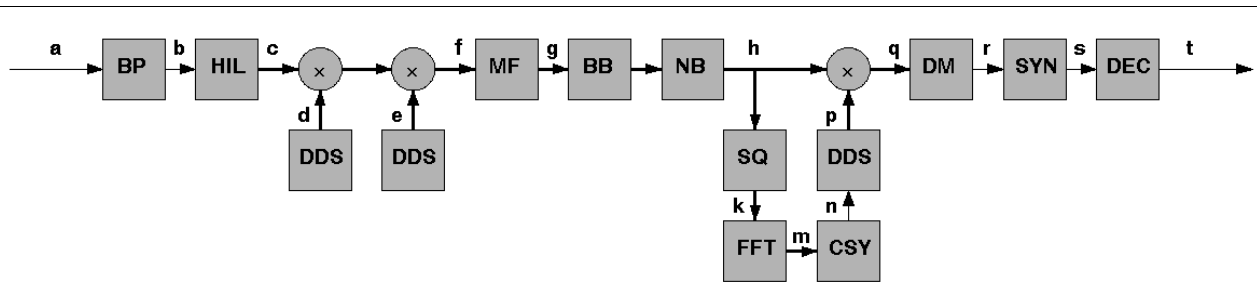 a b c f g h q r s t
BP HIL × × MF BB NB × DM SYN DEC
d e p
DDS DDS SQ DDS
k n
m
FFT CSY